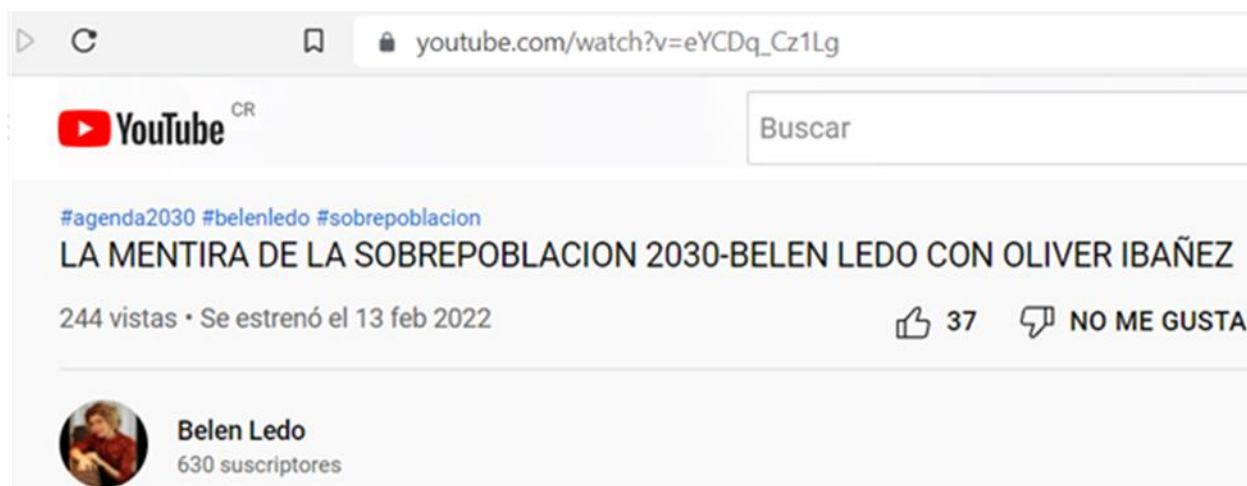 youtube.com/watch?v=eYCDq_Cz1Lg
YouTube CR
Buscar
#agenda2030 #belenledo #sobrepoblacion
LA MENTIRA DE LA SOBREPOBLACION 2030-BELEN LEDO CON OLIVER IBAÑEZ
244 vistas • Se estrenó el 13 feb 2022
37 NO ME GUSTA
Belen Ledo
630 suscriptores